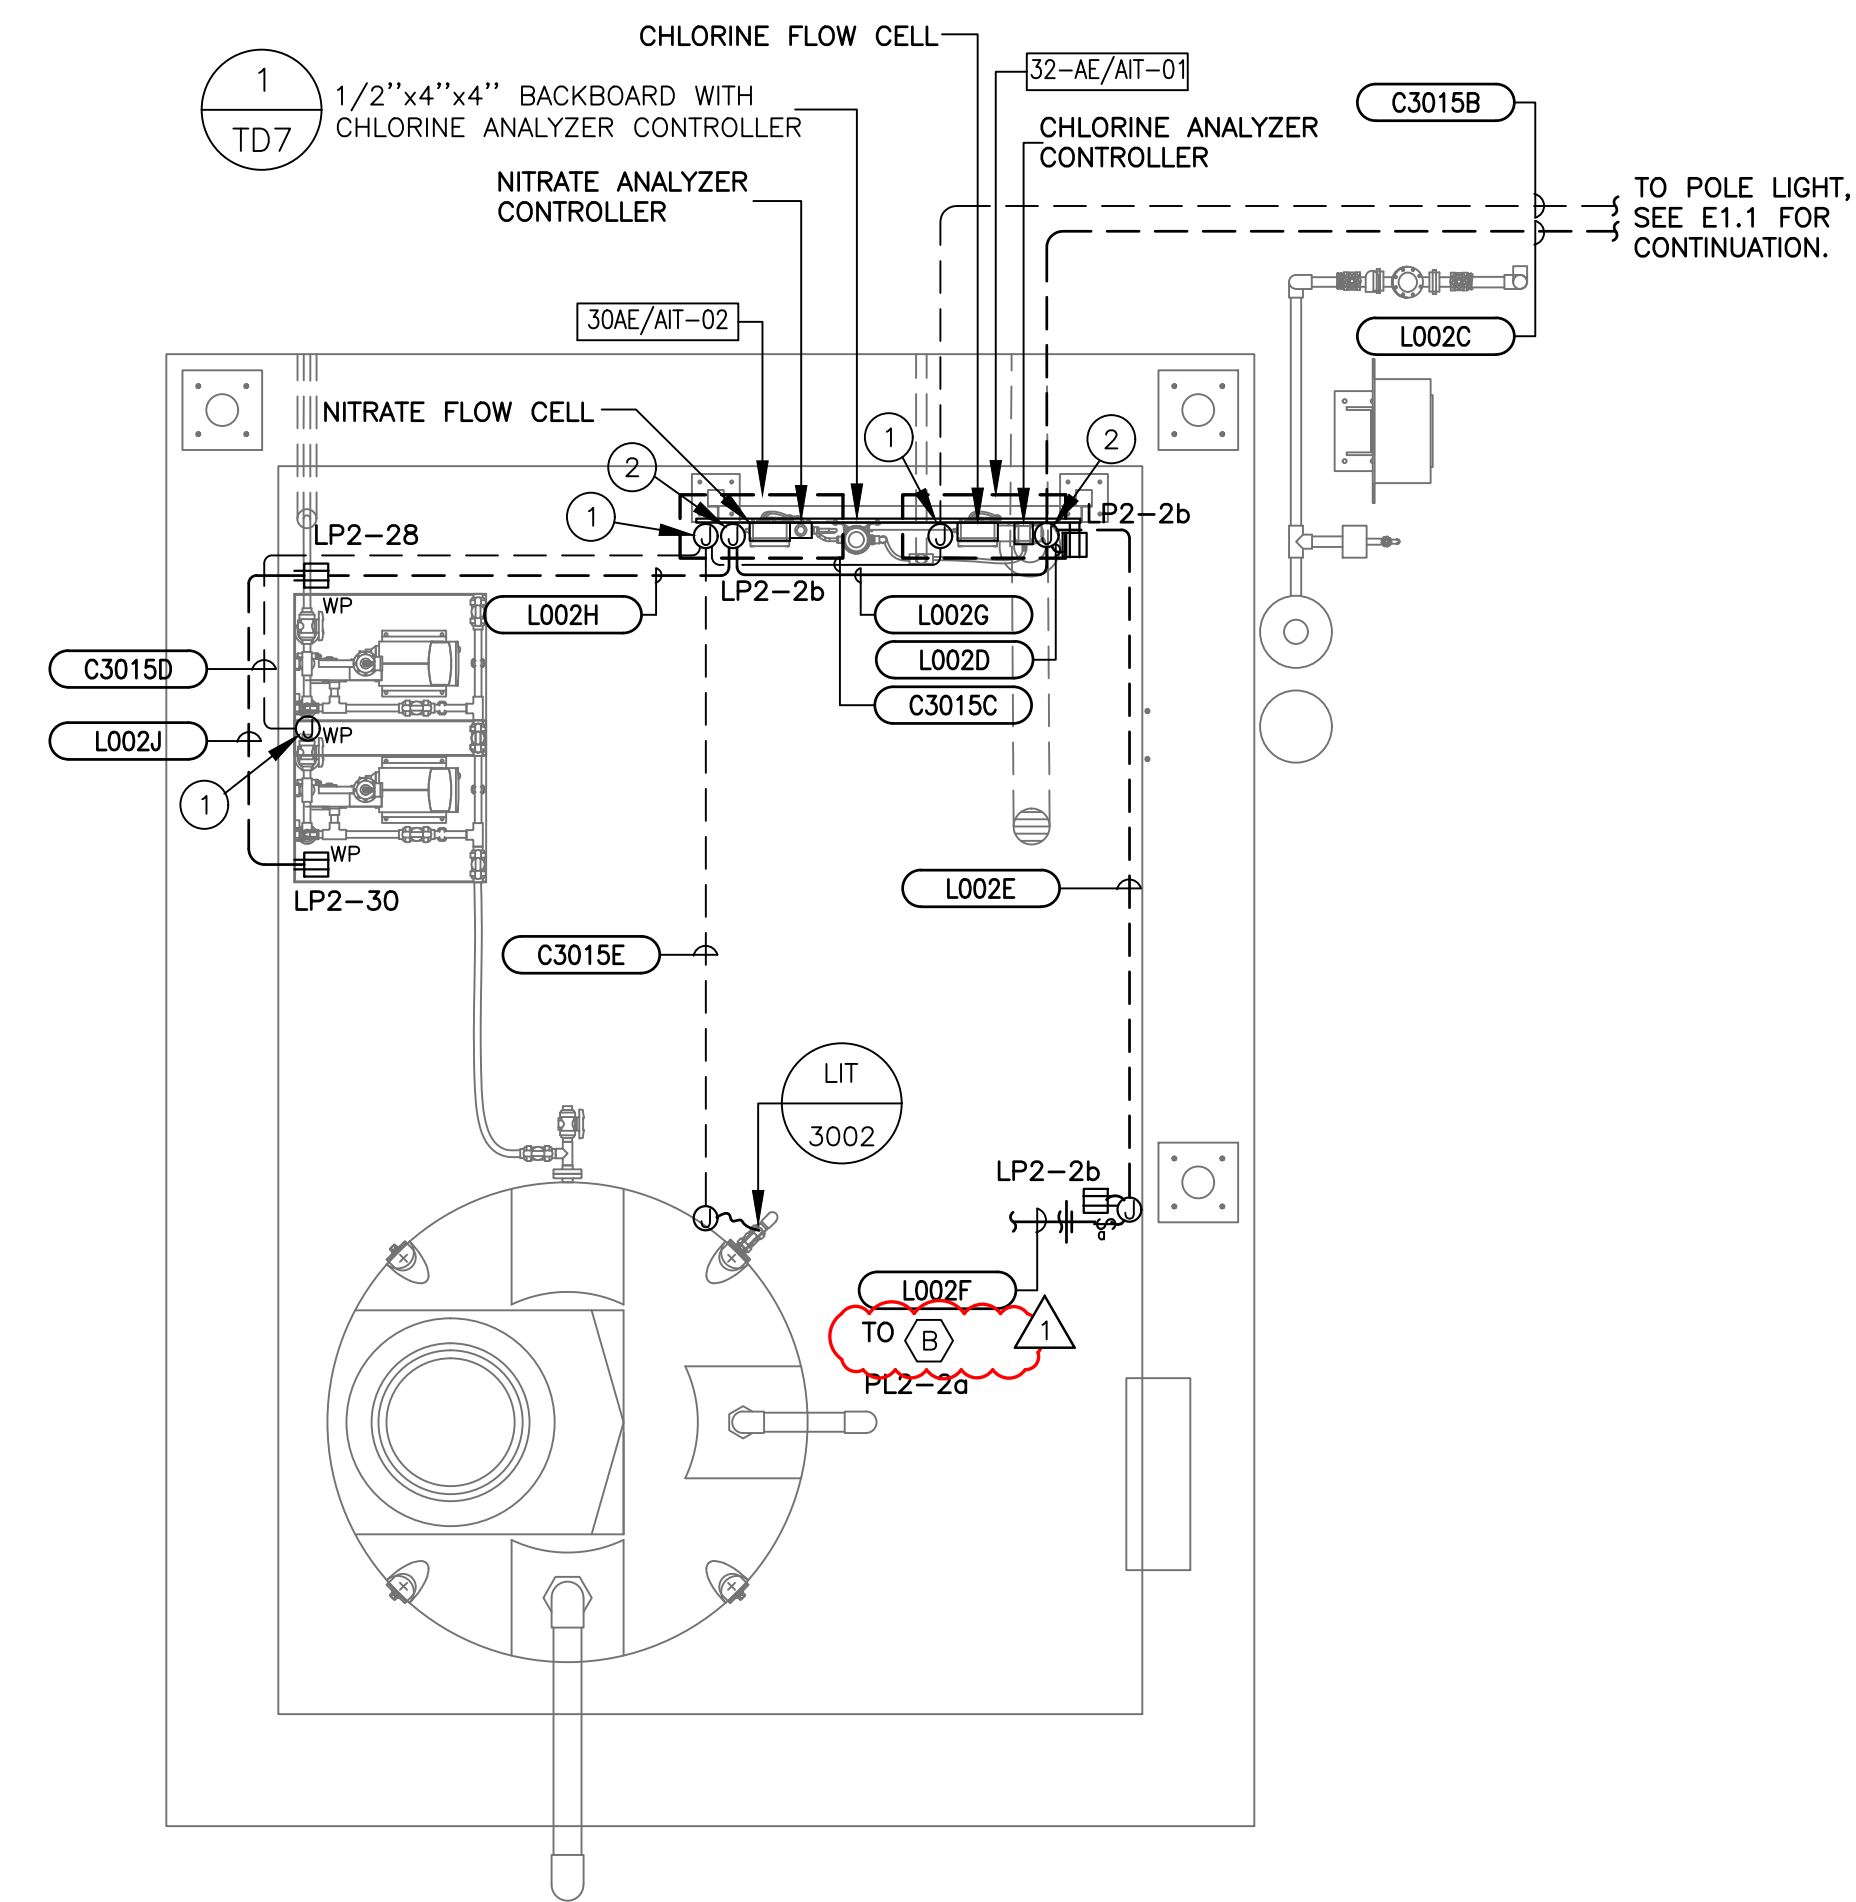 CHLORINE FLOW CELL
1
TD7
1/2''x4''x4'' BACKBOARD WITH
CHLORINE ANALYZER CONTROLLER
32-AE/AIT-01
C3015B
CHLORINE ANALYZER
CONTROLLER
NITRATE ANALYZER
CONTROLLER
TO POLE LIGHT,
SEE E1.1 FOR
CONTINUATION.
30AE/AIT-02
L002C
NITRATE FLOW CELL
1
2
2
1
LP2-2b
LP2-28
J
J
J
J
LP2-2b
WP
L002H
L002G
L002D
C3015D
C3015C
L002J
J
WP
1
WP
LP2-30
L002E
C3015E
LIT
3002
LP2-2b
J
J
S
a
L002F
TO
B
1
PL2-2a